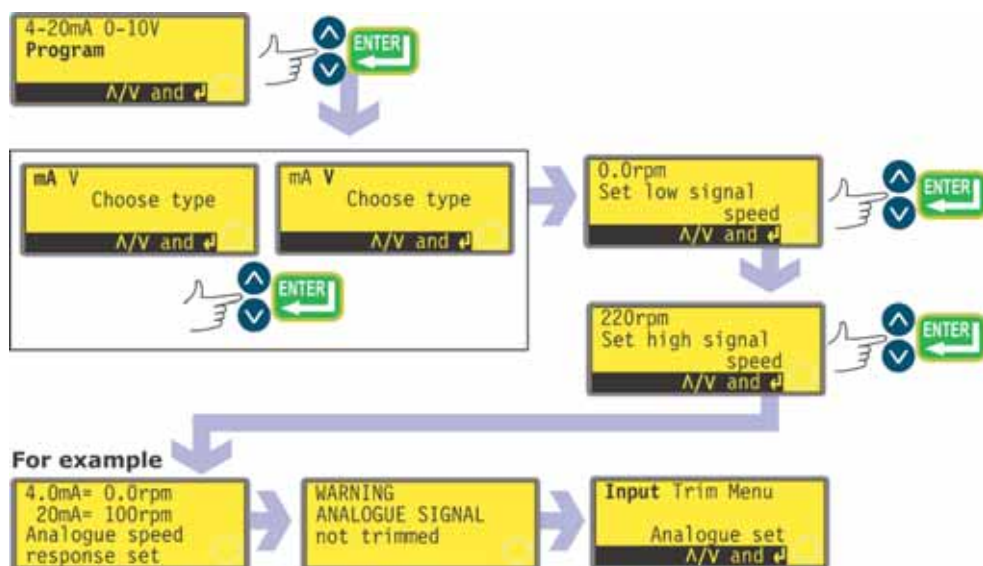 4-20mA 0-10V
Program
∧/∨ and ↵
ENTER
mA V
Choose type
∧/∨ and ↵
mA V
Choose type
∧/∨ and ↵
ENTER
0.0rpm
Set low signal
speed
∧/∨ and ↵
ENTER
220rpm
Set high signal
speed
∧/∨ and ↵
ENTER
For example
4.0mA= 0.0rpm
20mA= 100rpm
Analogue speed
response set
WARNING
ANALOGUE SIGNAL
not trimmed
Input Trim Menu
Analogue set
∧/∨ and ↵